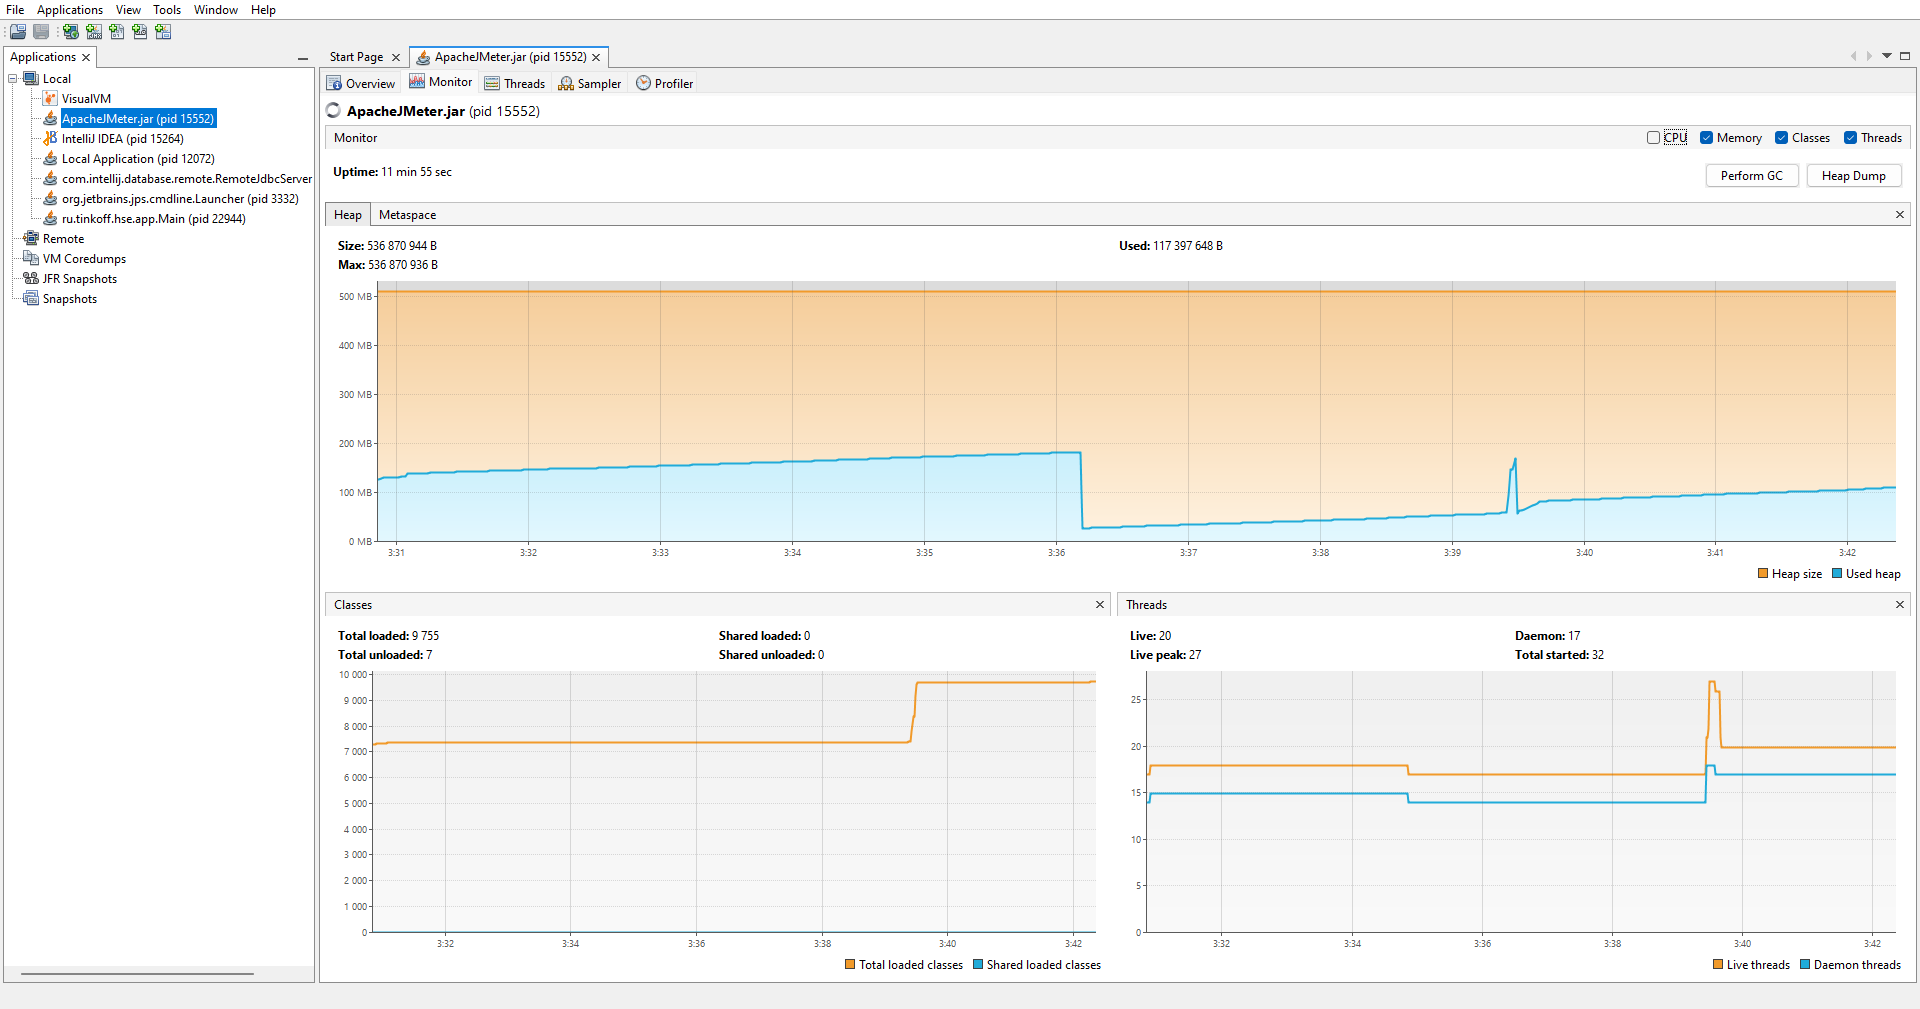 File Applications View Tools Window Help
Applications
Local
VisualVM
ApacheJMeter.jar (pid 15552)
IntelliJ IDEA (pid 15264)
Local Application (pid 12072)
com.intellij.database.remote.RemoteJdbcServer
org.jetbrains.jps.cmdline.Launcher (pid 3332)
ru.tinkoff.hse.app.Main (pid 22944)
Remote
VM Coredumps
JFR Snapshots
Snapshots
Start Page ApacheJMeter.jar (pid 15552)
Overview Monitor Threads Sampler Profiler
ApacheJMeter.jar (pid 15552)
Monitor CPU Memory Classes Threads
Uptime: 11 min 55 sec Perform GC Heap Dump
Heap Metaspace
Size: 536 870 944 B Used: 117 397 648 B
Max: 536 870 936 B
500 MB
400 MB
300 MB
200 MB
100 MB
0 MB
3:31 3:32 3:33 3:34 3:35 3:36 3:37 3:38 3:39 3:40 3:41 3:42
Heap size Used heap
Classes
Total loaded: 9 755 Shared loaded: 0
Total unloaded: 7 Shared unloaded: 0
10 000
9 000
8 000
7 000
6 000
5 000
4 000
3 000
2 000
1 000
0
3:32 3:34 3:36 3:38 3:40 3:42
Total loaded classes Shared loaded classes
Threads
Live: 20 Daemon: 17
Live peak: 27 Total started: 32
25
20
15
10
5
0
3:32 3:34 3:36 3:38 3:40 3:42
Live threads Daemon threads